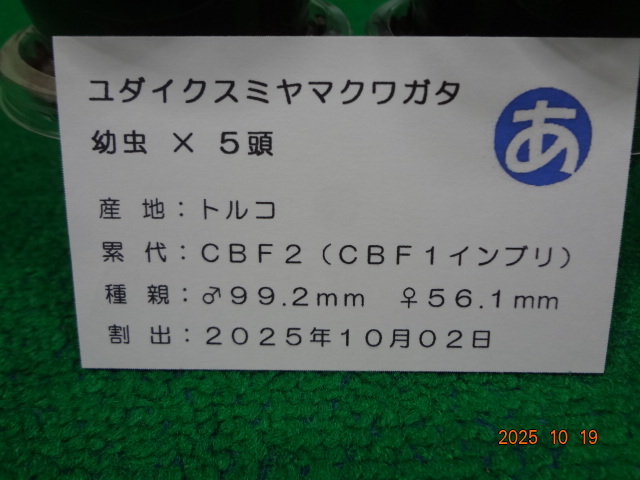 ユダイクスミヤマクワガタ
幼虫 × 5頭
あ
産 地：トルコ
累 代：CBF2（CBF1インブリ）
種 親：♂99.2mm ♀56.1mm
割 出：2025年10月02日
2025 10 19